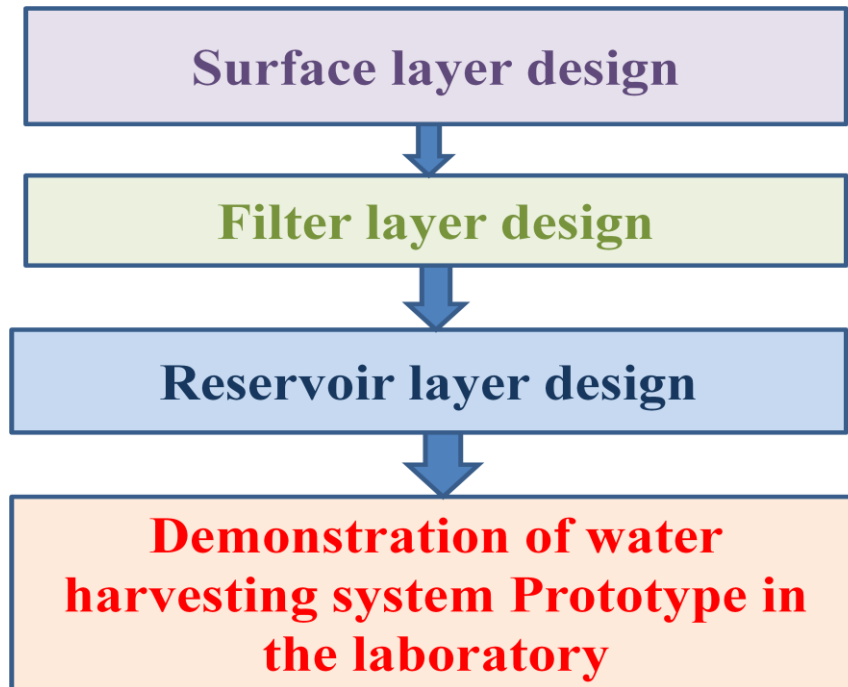 Surface layer design
Filter layer design
Reservoir layer design
Demonstration of water
harvesting system Prototype in
the laboratory